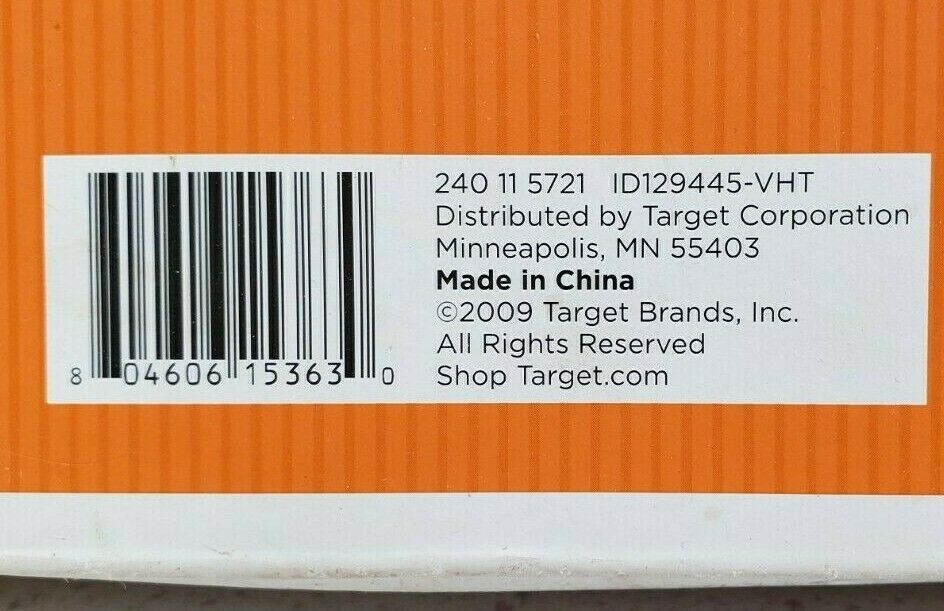 240 11 5721 ID129445-VHT
Distributed by Target Corporation
Minneapolis, MN 55403
Made in China
©2009 Target Brands, Inc.
All Rights Reserved
Shop Target.com
8 04606 15363 0